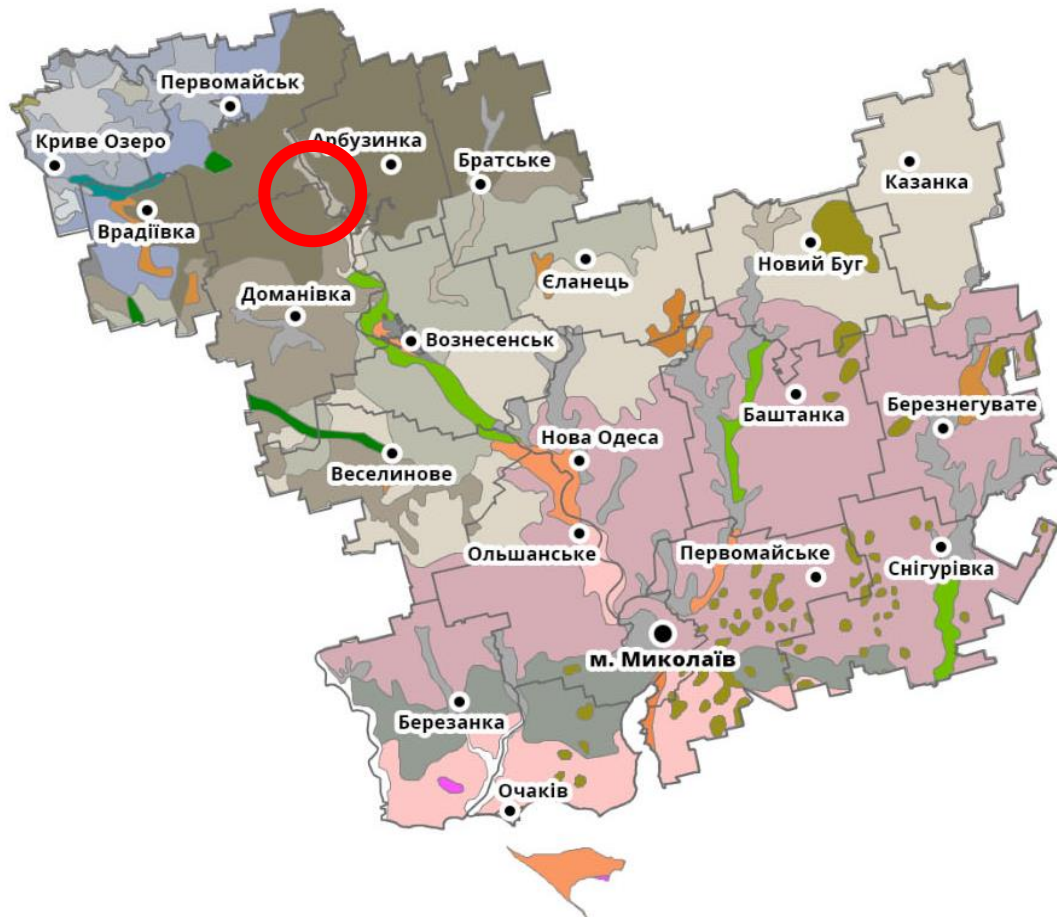 Первомайськ
Арбузинка
Криве Озеро
Братське
Казанка
Врадіївка
Новий Буг
Єланець
Доманівка
Вознесенськ
Баштанка
Березнегувате
Нова Одеса
Веселинове
Ольшанське
Первомайське
Снігурівка
м. Миколаїв
Березанка
Очаків